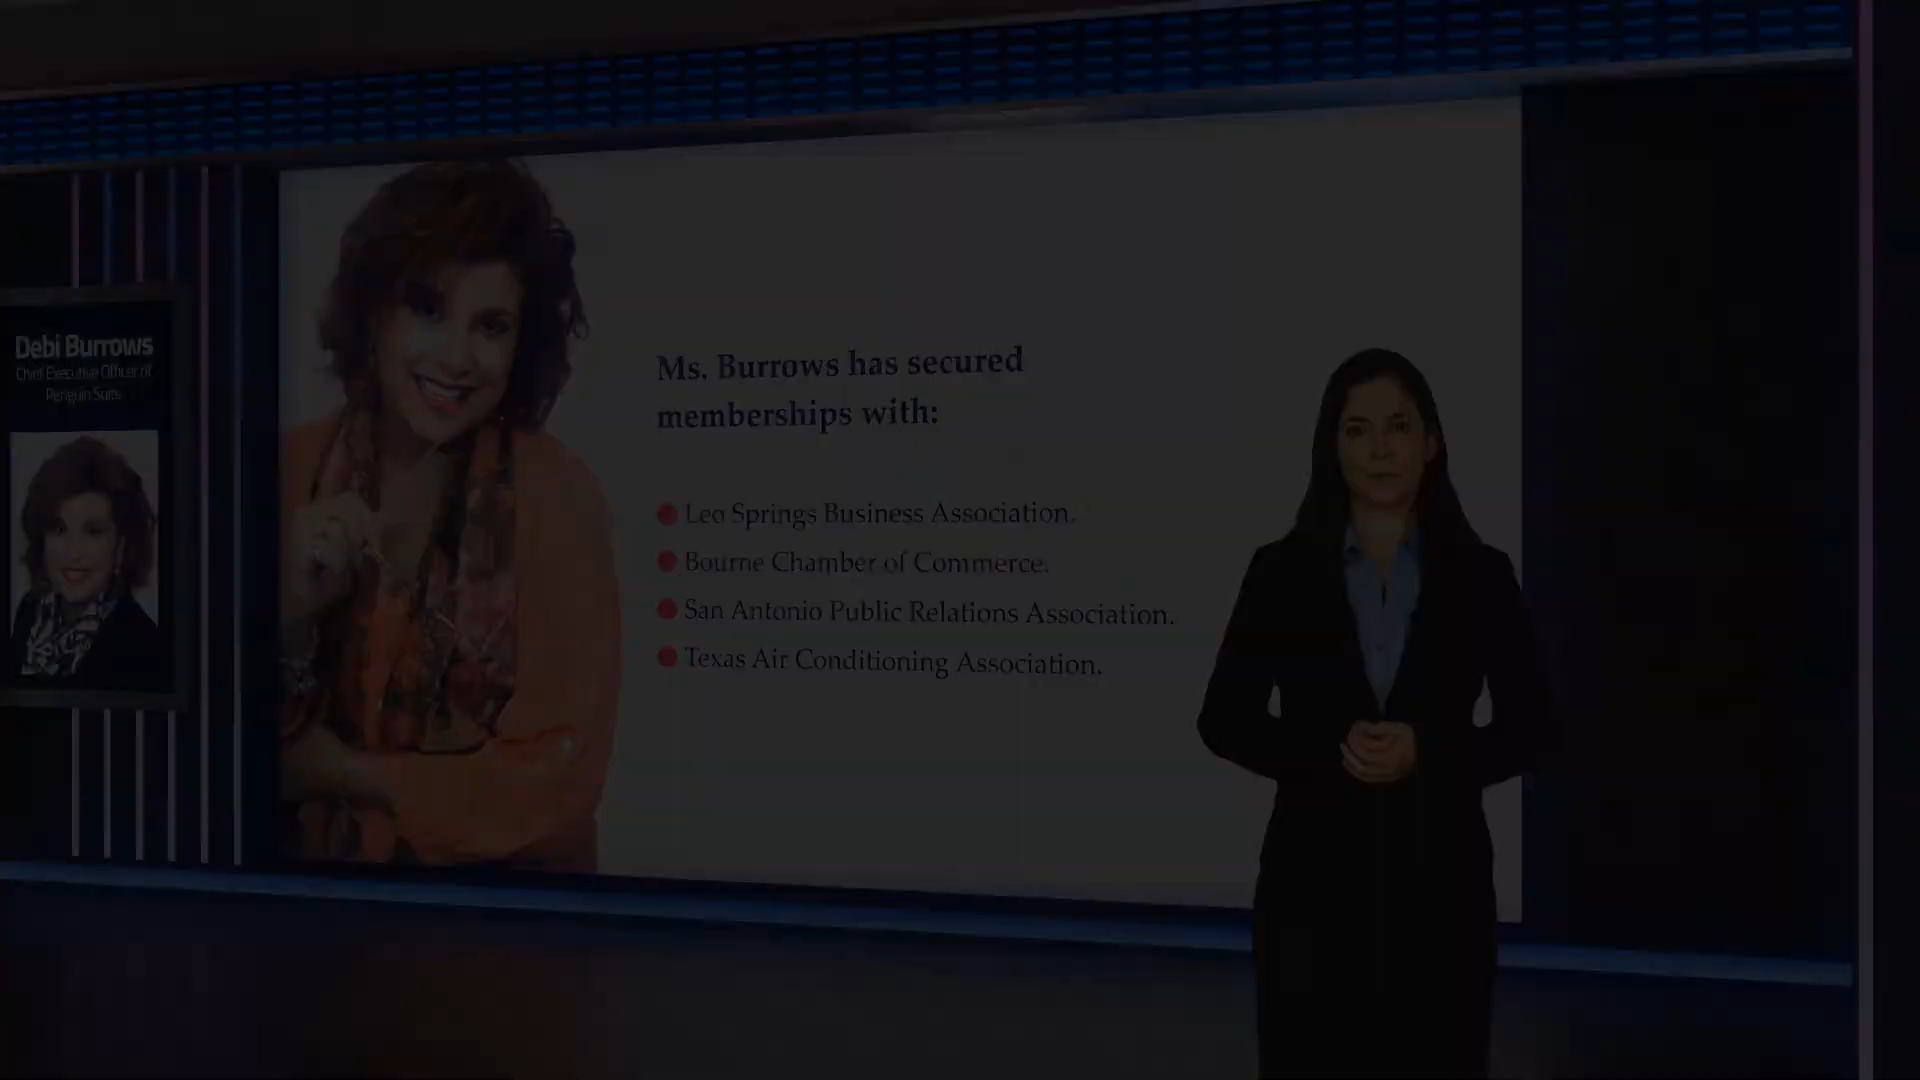 Debi Burrows
Chief Executive Officer of
Penguin Suits
Ms. Burrows has secured
memberships with:
Leo Springs Business Association.
Bourne Chamber of Commerce.
San Antonio Public Relations Association.
Texas Air Conditioning Association.